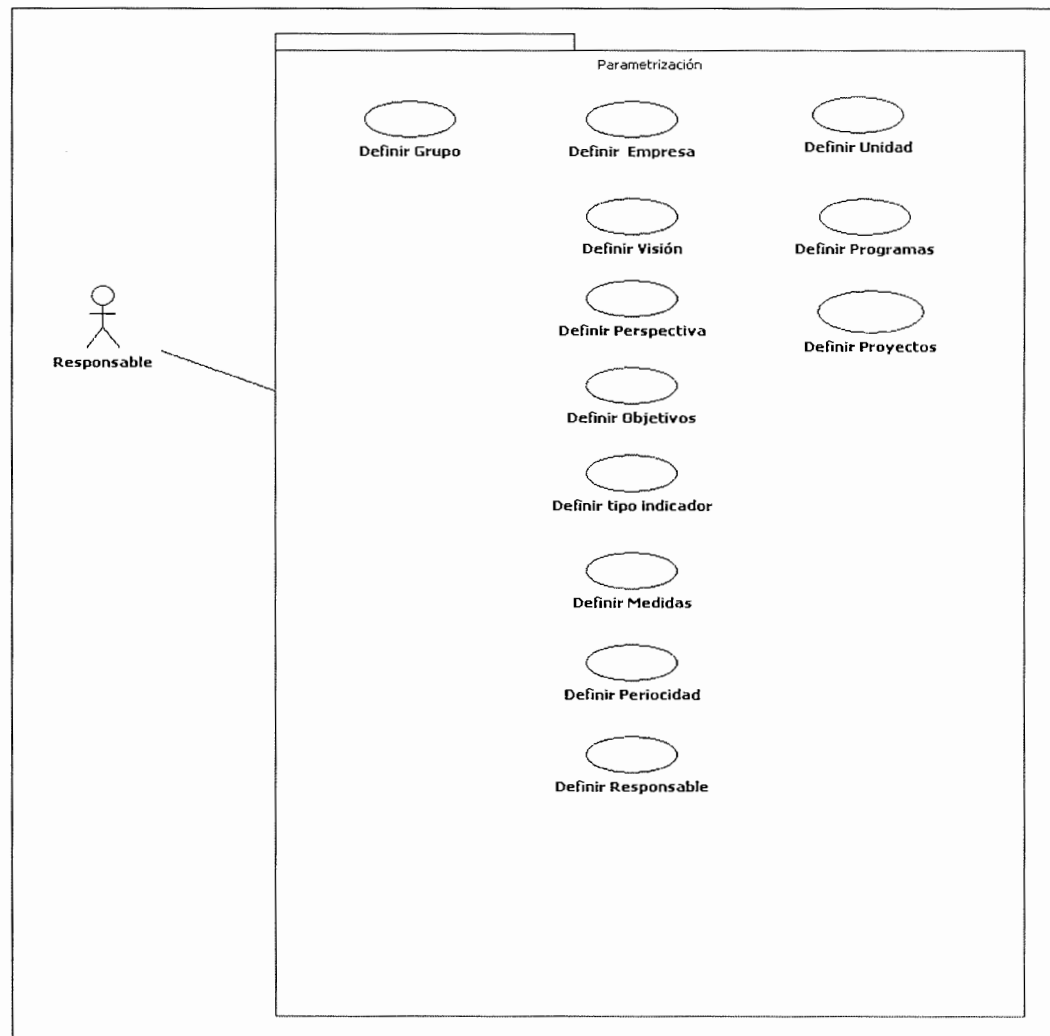 Parametrización
Definir Grupo
Definir Empresa
Definir Unidad
Definir Visión
Definir Programas
Definir Perspectiva
Definir Proyectos
Responsable
Definir Objetivos
Definir tipo indicador
Definir Medidas
Definir Periocidad
Definir Responsable